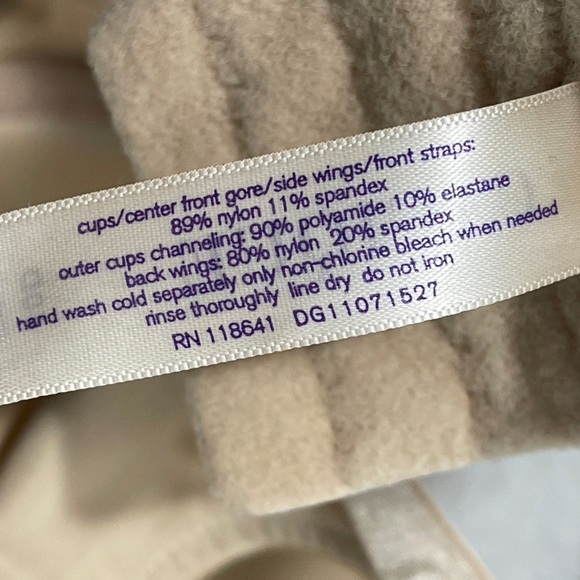 cups/center front gore/side wings/front straps:
89% nylon 11% spandex
outer cups channeling: 90% polyamide 10% elastane
back wings: 80% nylon 20% spandex
hand wash cold separately only non-chlorine bleach when needed
rinse thoroughly line dry do not iron
RN 118641 DG11071527